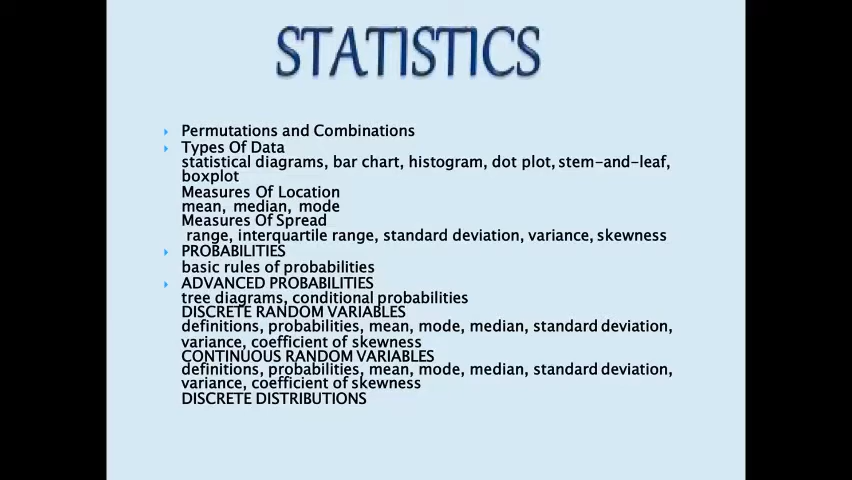 STATISTICS
Permutations and Combinations
Types Of Data
statistical diagrams, bar chart, histogram, dot plot, stem-and-leaf,
boxplot
Measures Of Location
mean, median, mode
Measures Of Spread
range, interquartile range, standard deviation, variance, skewness
PROBABILITIES
basic rules of probabilities
ADVANCED PROBABILITIES
tree diagrams, conditional probabilities
DISCRETE RANDOM VARIABLES
definitions, probabilities, mean, mode, median, standard deviation,
variance, coefficient of skewness
CONTINUOUS RANDOM VARIABLES
definitions, probabilities, mean, mode, median, standard deviation,
variance, coefficient of skewness
DISCRETE DISTRIBUTIONS